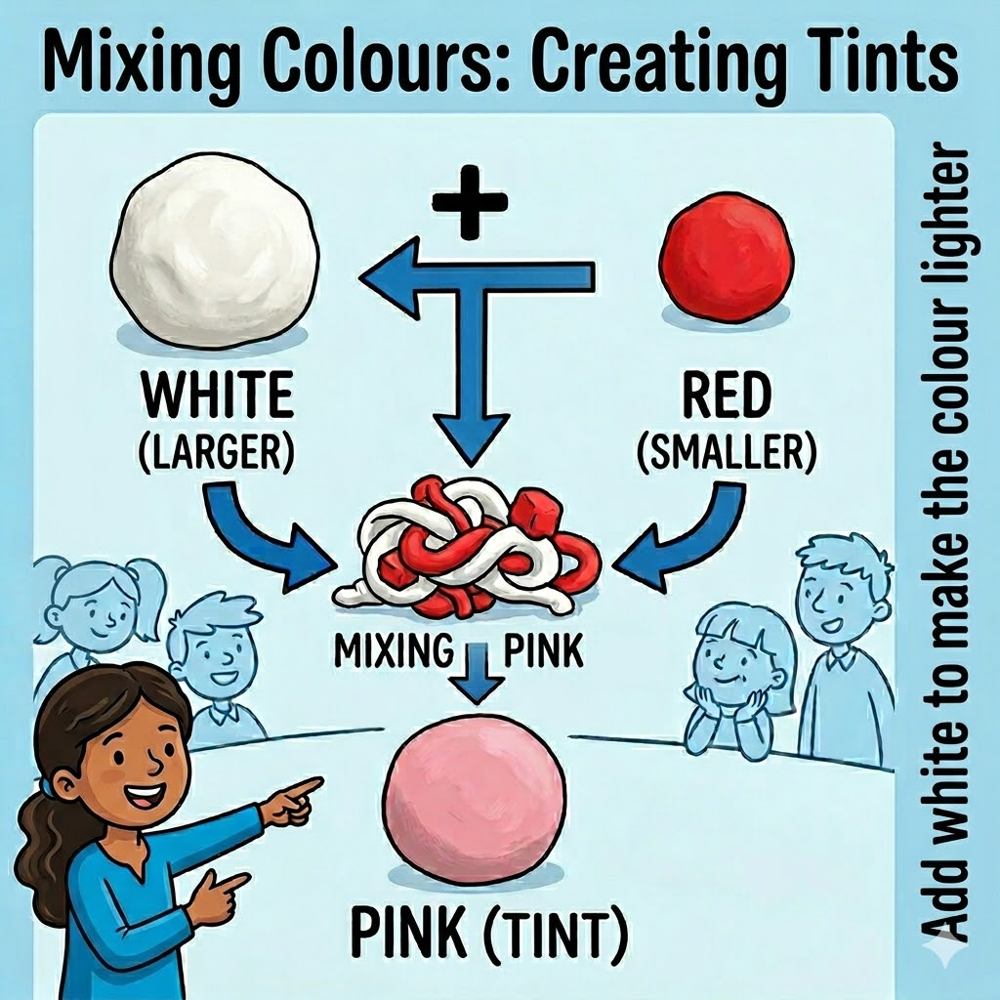 Mixing Colours: Creating Tints
+
WHITE
(LARGER)
RED
(SMALLER)
MIXING PINK
PINK (TINT)
Add white to make the colour lighter